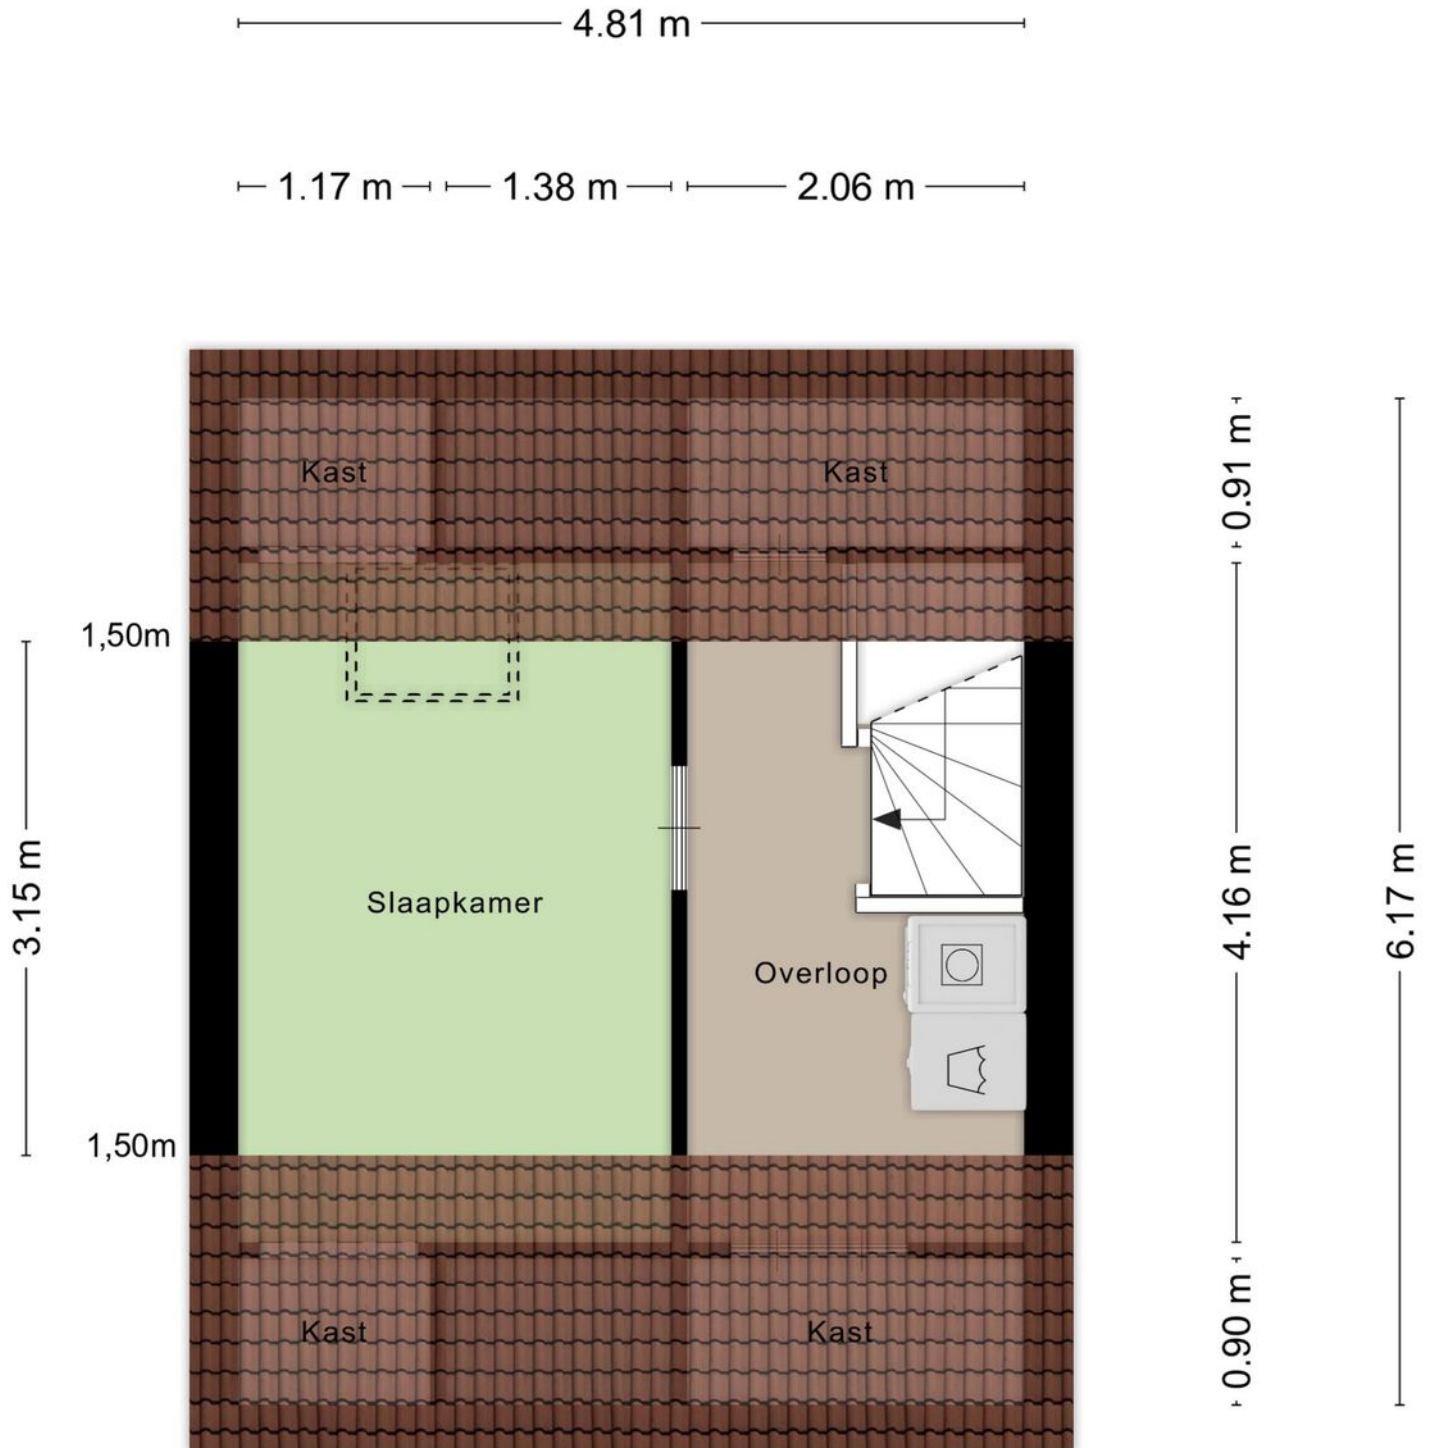 4.81 m
1.17 m
1.38 m
2.06 m
Kast
Kast
0.91 m
1,50m
3.15 m
Slaapkamer
4.16 m
6.17 m
Overloop
1,50m
Kast
Kast
0.90 m